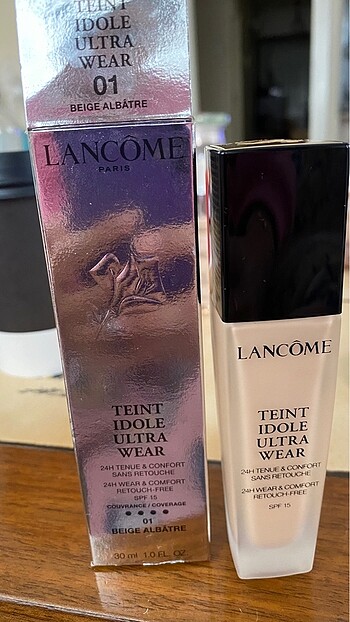 TEINT
IDOLE
ULTRA
WEAR
01
BEIGE ALBÂTRE
LANCÔME
PARIS
TEINT
IDOLE
ULTRA
WEAR
24H TENUE & CONFORT
SANS RETOUCHE
24H WEAR & COMFORT
RETOUCH-FREE
SPF 15
COUVRANCE / COVERAGE
01
BEIGE ALBÂTRE
30 ml 1.0 FL. OZ.
LANCÔME
TEINT
IDOLE
ULTRA
WEAR
24H TENUE & CONFORT
SANS RETOUCHE
24H WEAR & COMFORT
RETOUCH-FREE
SPF 15